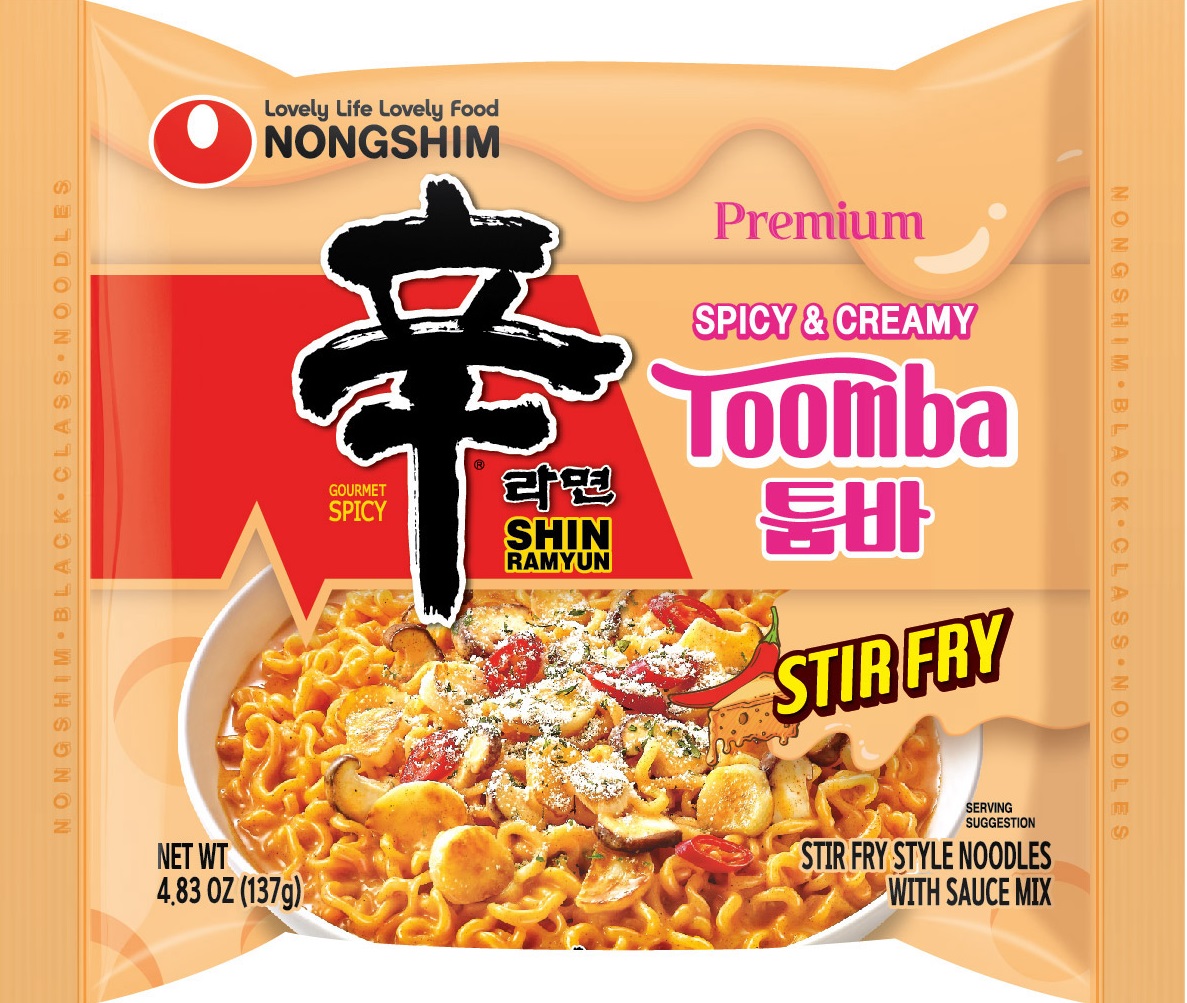 Lovely Life Lovely Food
NONGSHIM
辛
®
라면
SHIN
RAMYUN
GOURMET
SPICY
Premium
SPICY & CREAMY
Toomba
툼바
STIR FRY
SERVING
SUGGESTION
NET WT
4.83 OZ (137g)
STIR FRY STYLE NOODLES
WITH SAUCE MIX
NONGSHIM•BLACK•CLASS•NOODLES
NONGSHIM•BLACK•CLASS•NOODLES